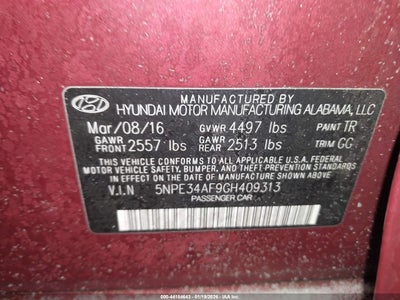 MANUFACTURED BY
HYUNDAI MOTOR MANUFACTURING ALABAMA, LLC
Mar/08/16 GVWR 4497 lbs PAINT TR
GAWR FRONT 2557 lbs GAWR REAR 2513 lbs TRIM GG
THIS VEHICLE CONFORMS TO ALL APPLICABLE U.S. FEDERAL
MOTOR VEHICLE SAFETY, BUMPER, AND THEFT PREVENTION
STANDARDS IN EFFECT ON THE DATE OF MANUFACTURE SHOWN ABOVE.
V.I.N 5NPE34AF9GH409313
PASSENGER CAR